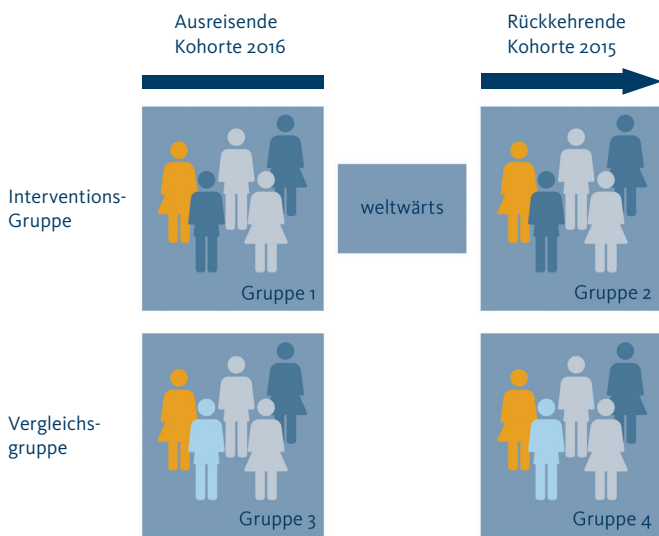 Ausreisende
Kohorte 2016
Rückkehrende
Kohorte 2015
Interventions-
Gruppe
weltwärts
Gruppe 1
Gruppe 2
Vergleichs-
gruppe
Gruppe 3
Gruppe 4